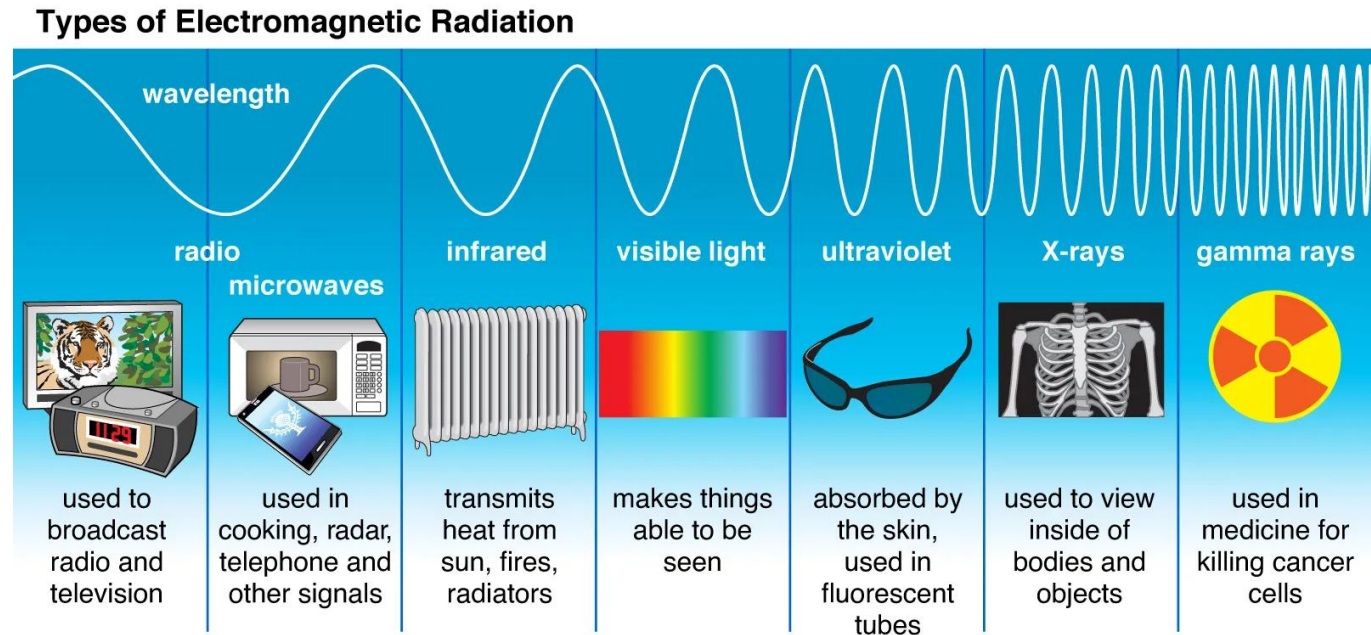 Types of Electromagnetic Radiation
wavelength
radio
microwaves
infrared
visible light
ultraviolet
X-rays
gamma rays
11:29
used to
broadcast
radio and
television
used in
cooking, radar,
telephone and
other signals
transmits
heat from
sun, fires,
radiators
makes things
able to be
seen
absorbed by
the skin,
used in
fluorescent
tubes
used to view
inside of
bodies and
objects
used in
medicine for
killing cancer
cells